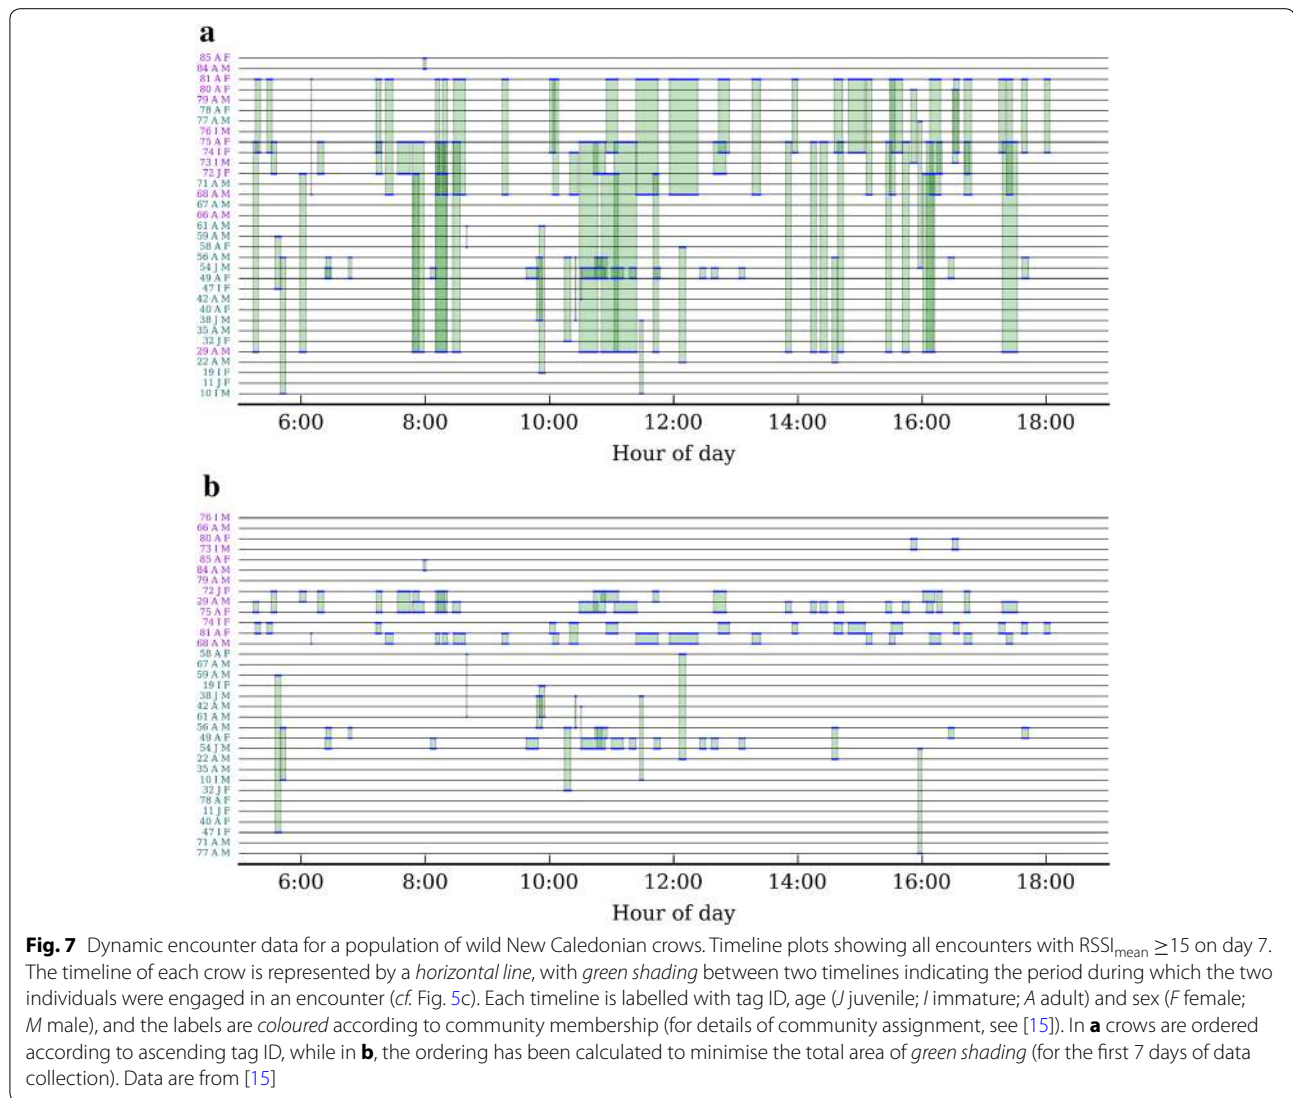 a
85 A F
84 A M
81 A F
80 A F
79 A M
78 A F
77 A M
76 I M
75 A F
74 I F
73 I M
72 J F
71 A M
68 A M
67 A M
66 A M
61 A M
59 A M
58 A F
56 A M
54 J M
49 A F
47 I F
42 A M
40 A F
38 J M
35 A M
32 J F
29 A M
22 A M
19 I F
11 J F
10 I M
6:00 8:00 10:00 12:00 14:00 16:00 18:00
Hour of day
b
76 I M
66 A M
80 A F
73 I M
85 A F
84 A M
79 A M
72 J F
29 A M
75 A F
74 I F
81 A F
68 A M
58 A F
67 A M
59 A M
19 I F
38 J M
42 A M
61 A M
56 A M
49 A F
54 J M
22 A M
35 A M
10 I M
32 J F
78 A F
11 J F
40 A F
47 I F
71 A M
77 A M
6:00 8:00 10:00 12:00 14:00 16:00 18:00
Hour of day
Fig. 7 Dynamic encounter data for a population of wild New Caledonian crows. Timeline plots showing all encounters with RSSImean ≥15 on day 7.
The timeline of each crow is represented by a horizontal line, with green shading between two timelines indicating the period during which the two
individuals were engaged in an encounter (cf. Fig. 5c). Each timeline is labelled with tag ID, age (J juvenile; I immature; A adult) and sex (F female;
M male), and the labels are coloured according to community membership (for details of community assignment, see [15]). In a crows are ordered
according to ascending tag ID, while in b, the ordering has been calculated to minimise the total area of green shading (for the first 7 days of data
collection). Data are from [15]